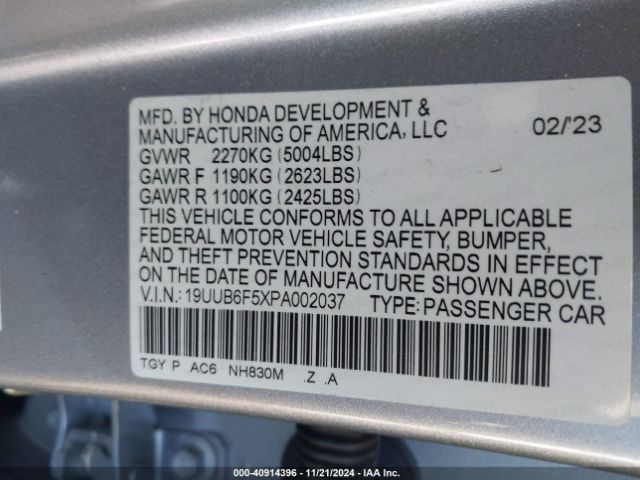 MFD. BY HONDA DEVELOPMENT &
MANUFACTURING OF AMERICA, LLC 02/'23
GVWR 2270KG (5004LBS)
GAWR F 1190KG (2623LBS)
GAWR R 1100KG (2425LBS)
THIS VEHICLE CONFORMS TO ALL APPLICABLE
FEDERAL MOTOR VEHICLE SAFETY, BUMPER,
AND THEFT PREVENTION STANDARDS IN EFFECT
ON THE DATE OF MANUFACTURE SHOWN ABOVE.
V.I.N.: 19UUB6F5XPA002037 TYPE: PASSENGER CAR
TGY P AC6 NH830M .Z .A
000-40914396 - 11/21/2024 - IAA Inc.